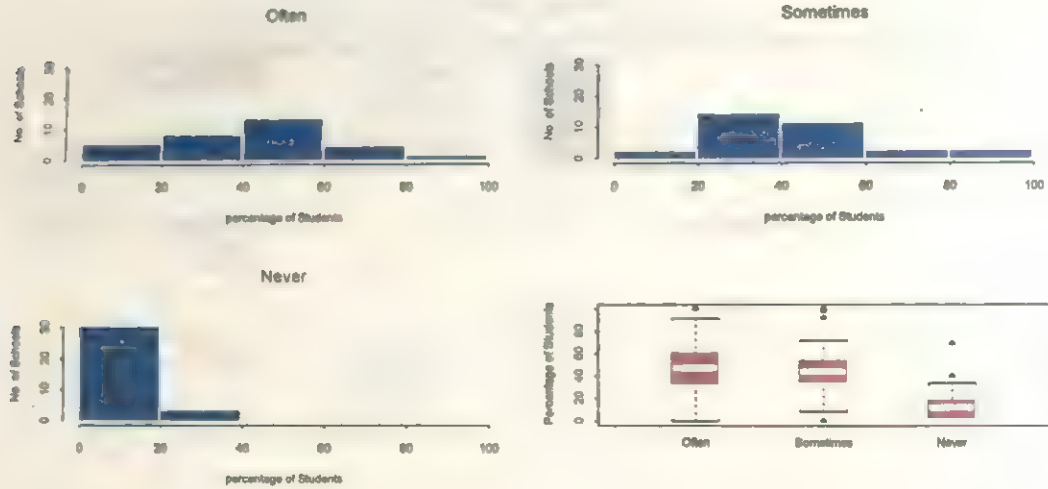 Often
No. of Schools
0 10 20 30
0 20 40 60 80 100
percentage of Students
Sometimes
No. of Schools
0 10 20 30
0 20 40 60 80 100
percentage of Students
Never
No. of Schools
0 10 20 30
0 20 40 60 80 100
percentage of Students
Percentage of Students
0 20 40 60 80
Often Sometimes Never